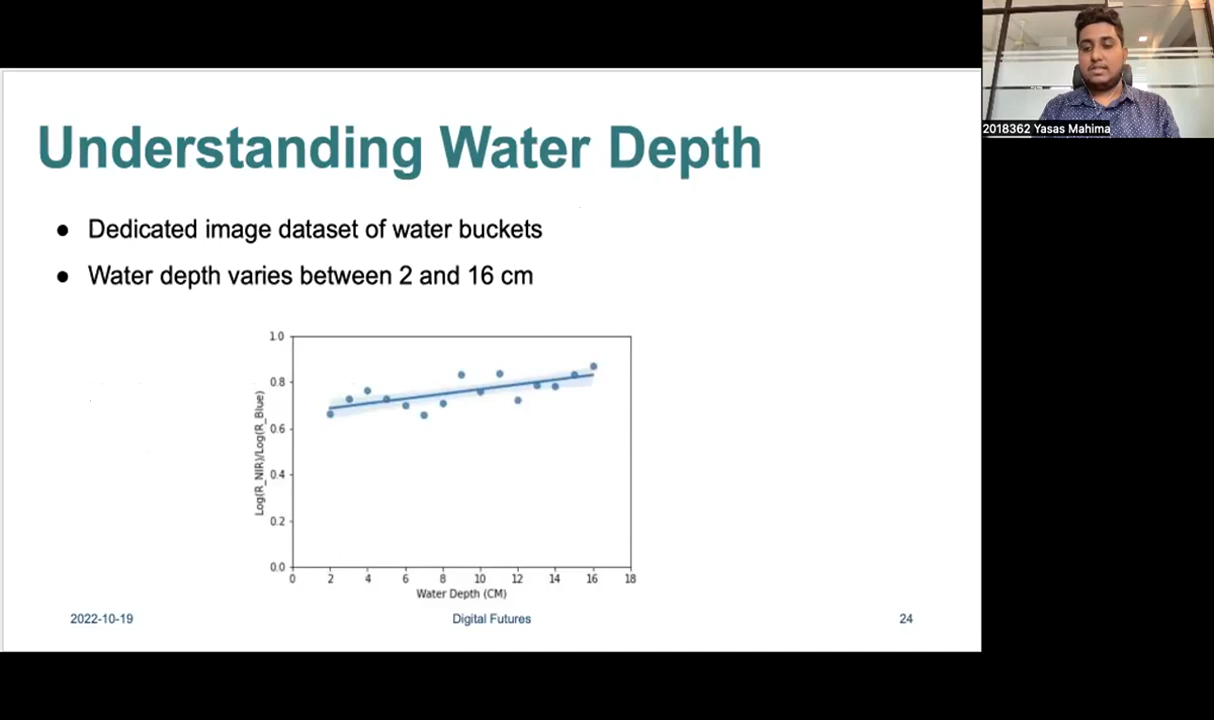 2018362 Yasas Mahima
Understanding Water Depth
● Dedicated image dataset of water buckets
● Water depth varies between 2 and 16 cm
1.0
0.8
0.6
0.4
0.2
0.0
Log(R_NIR)/Log(R_Blue)
0 2 4 6 8 10 12 14 16 18
Water Depth (CM)
2022-10-19 Digital Futures 24